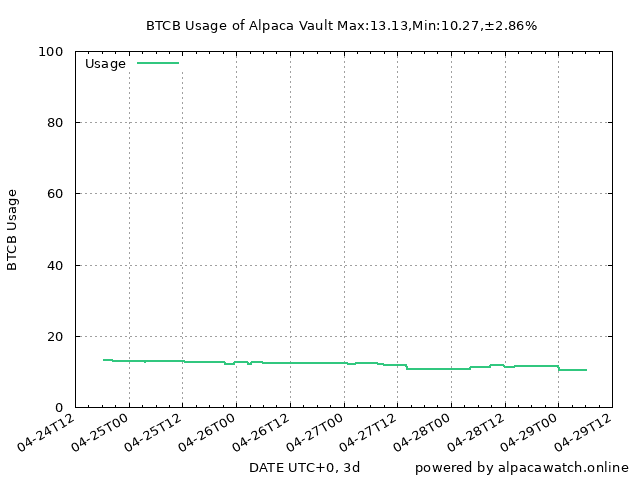 BTCB Usage of Alpaca Vault Max:13.13,Min:10.27,±2.86%
Usage
100
80
60
40
20
0
BTCB Usage
04-24T12
04-25T00
04-25T12
04-26T00
04-26T12
04-27T00
04-27T12
04-28T00
04-28T12
04-29T00
04-29T12
DATE UTC+0, 3d
powered by alpacawatch.online